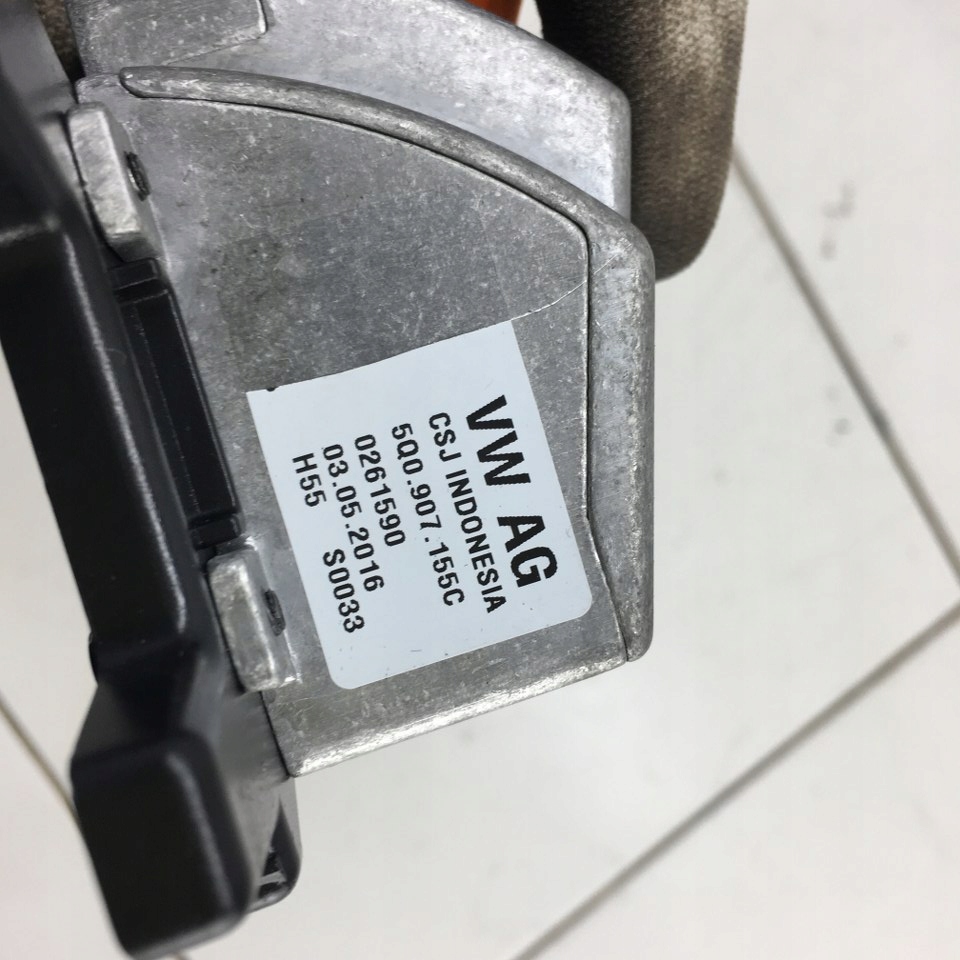 VW AG
CSJ INDONESIA
5Q0.907.155C
0261590
03.05.2016
H55 S0033